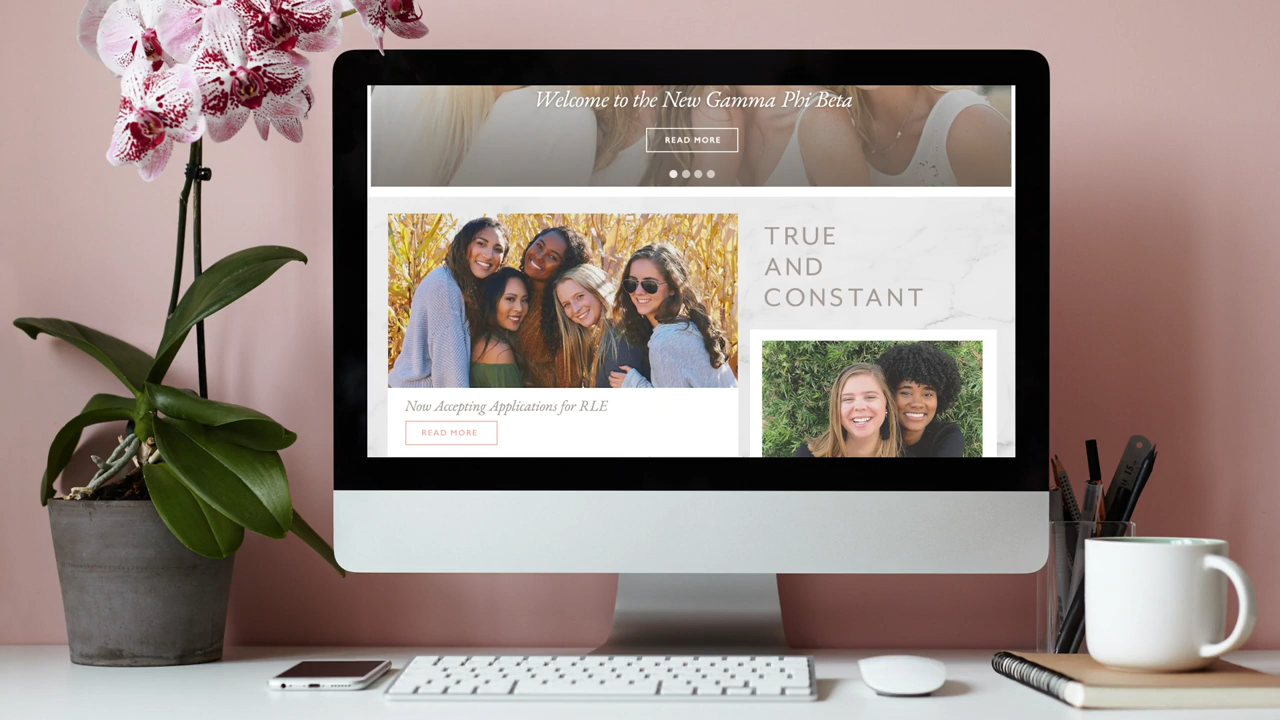 Welcome to the New Gamma Phi Beta
READ MORE
TRUE
AND
CONSTANT
Now Accepting Applications for RLE
READ MORE
15